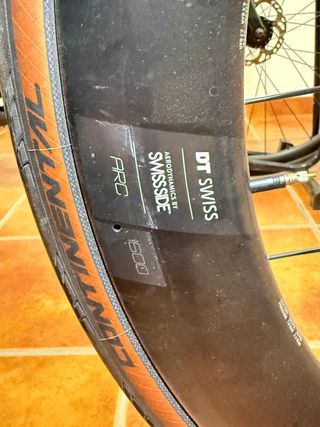 CONTINENTAL
DT SWISS
AERODYNAMICS BY
SWISSSIDE
ARC
1600